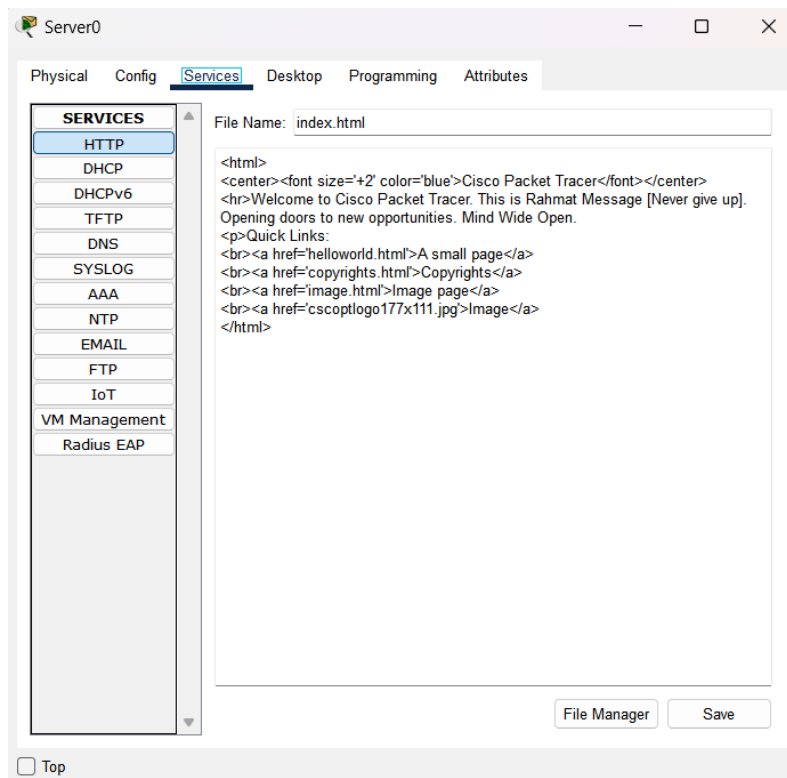 Server0
Physical Config Services Desktop Programming Attributes
SERVICES
HTTP
DHCP
DHCPv6
TFTP
DNS
SYSLOG
AAA
NTP
EMAIL
FTP
IoT
VM Management
Radius EAP
File Name: index.html
<html>
<center><font size='+2' color='blue'>Cisco Packet Tracer</font></center>
<hr>Welcome to Cisco Packet Tracer. This is Rahmat Message [Never give up].
Opening doors to new opportunities. Mind Wide Open.
<p>Quick Links:
<br><a href='helloworld.html'>A small page</a>
<br><a href='copyrights.html'>Copyrights</a>
<br><a href='image.html'>Image page</a>
<br><a href='cscoptlogo177x111.jpg'>Image</a>
</html>
File Manager Save
Top